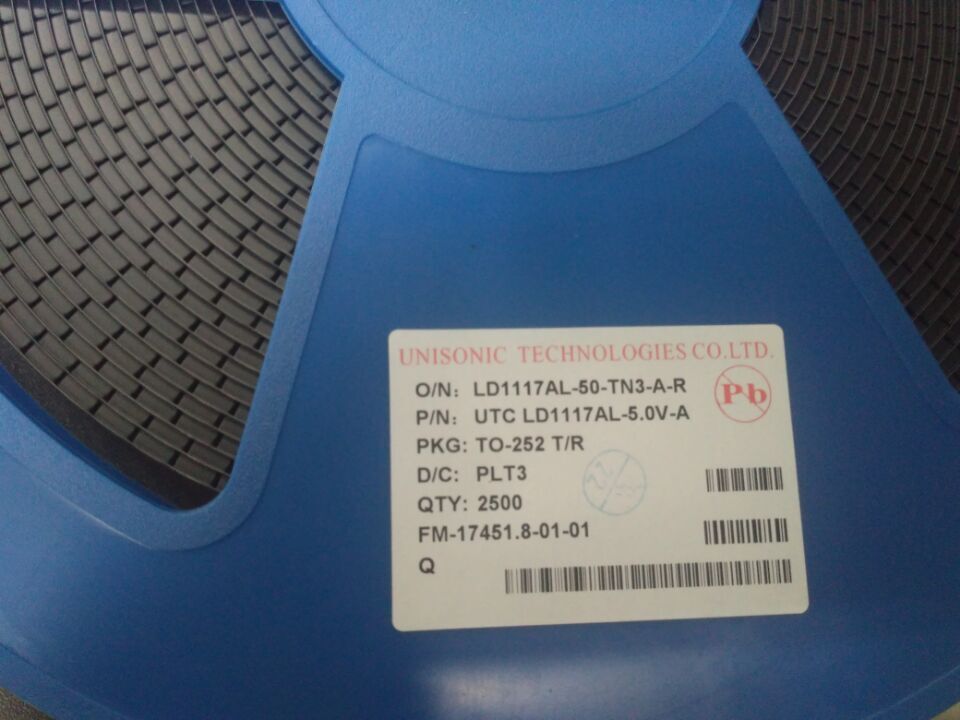 UNISONIC TECHNOLOGIES CO.LTD.
O/N: LD1117AL-50-TN3-A-R
Pb
P/N: UTC LD1117AL-5.0V-A
PKG: TO-252 T/R
D/C: PLT3
QTY: 2500
FM-17451.8-01-01
Q